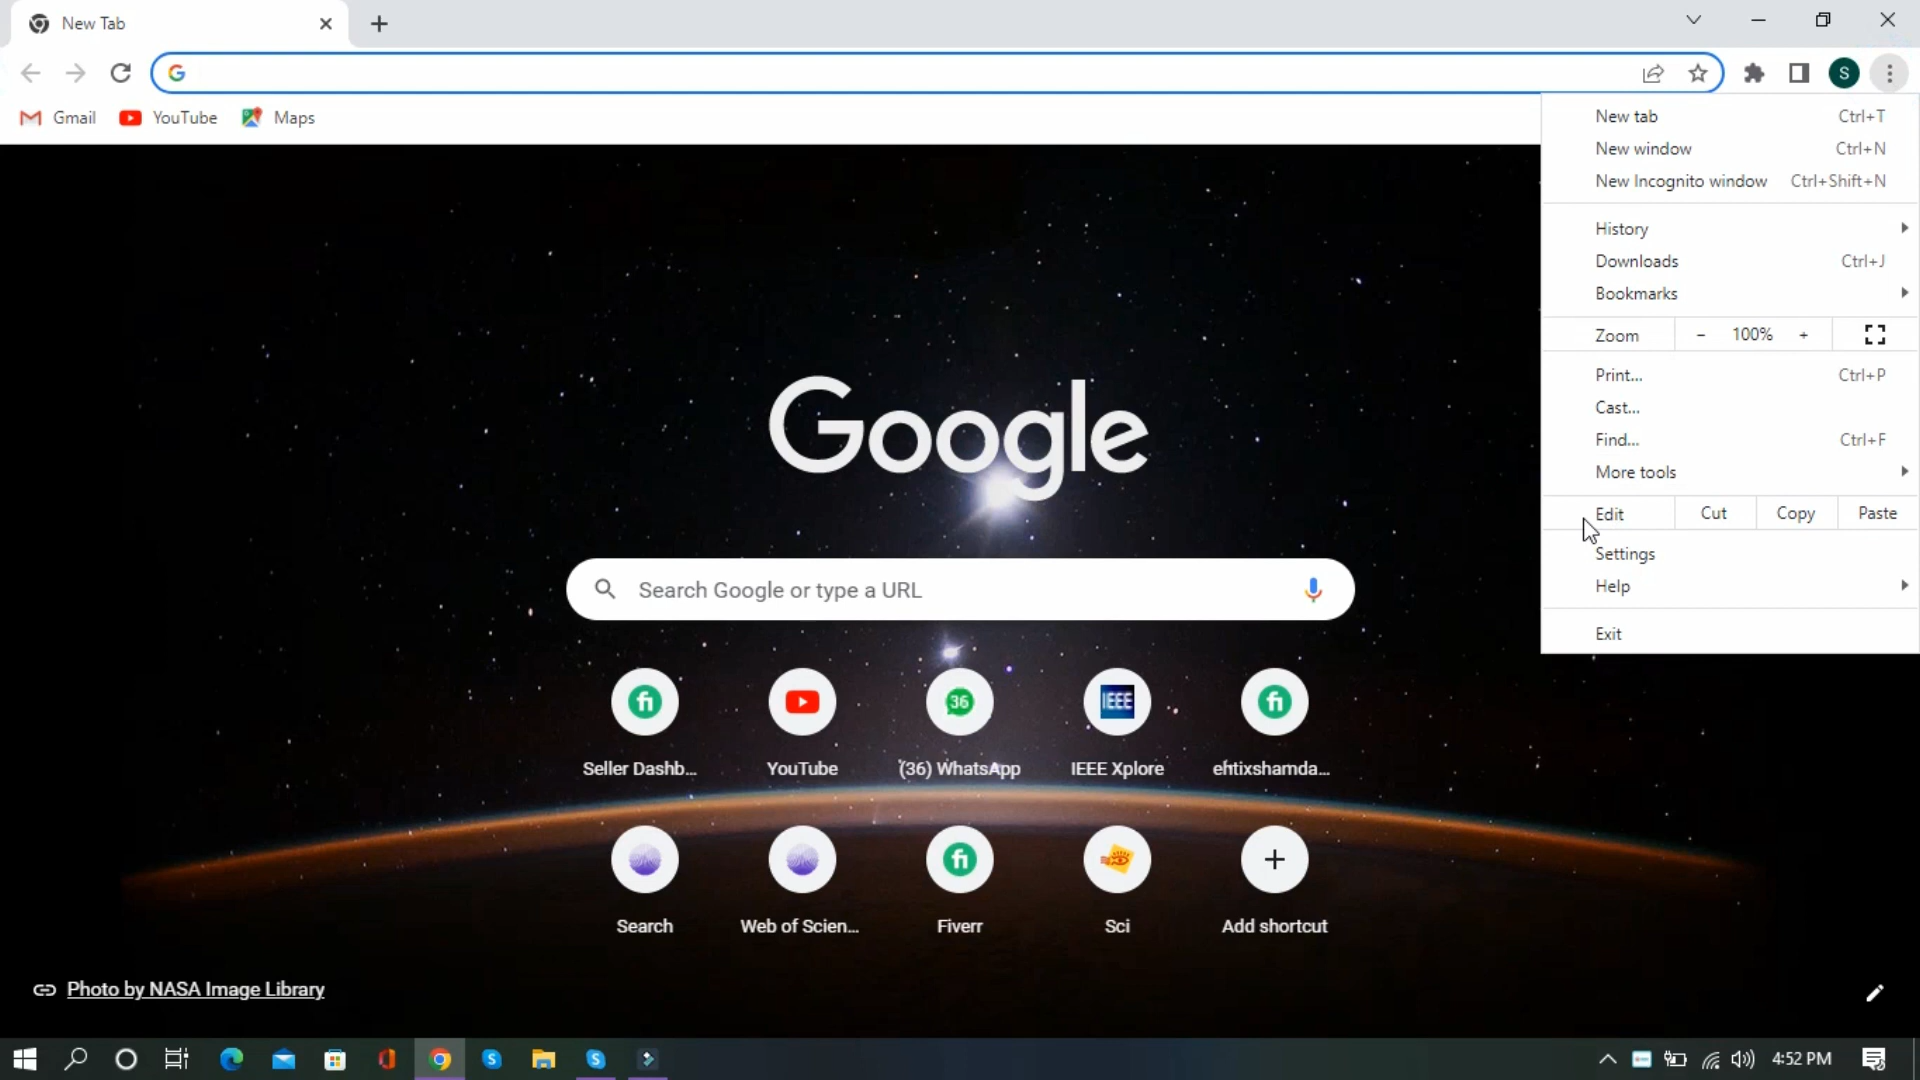 New Tab
Gmail
YouTube
Maps
New tab Ctrl+T
New window Ctrl+N
New Incognito window Ctrl+Shift+N
History
Downloads Ctrl+J
Bookmarks
Zoom - 100% +
Print... Ctrl+P
Cast...
Find... Ctrl+F
More tools
Edit Cut Copy Paste
Settings
Help
Exit
S
Google
Search Google or type a URL
36
IEEE
Seller Dashb...
YouTube
(36) WhatsApp
IEEE Xplore
ehtixshamda...
Search
Web of Scien...
Fiverr
Sci
Add shortcut
Photo by NASA Image Library
4:52 PM